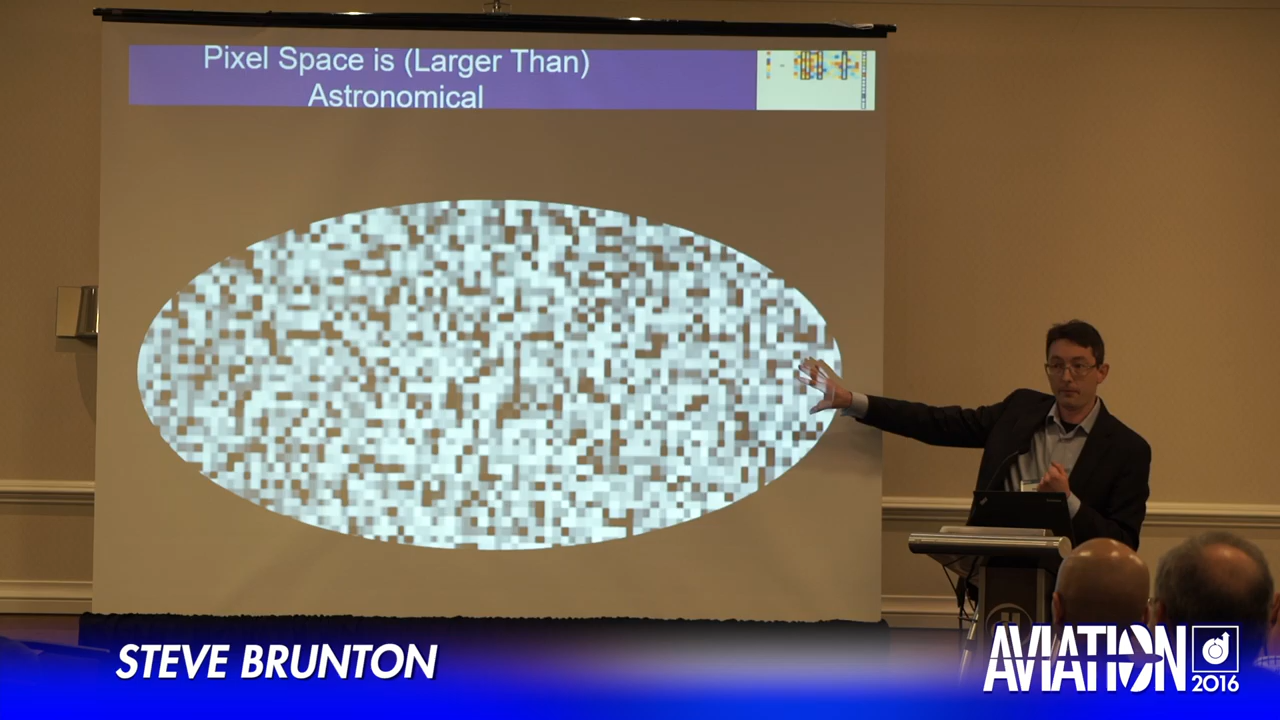 Pixel Space is (Larger Than)
Astronomical
STEVE BRUNTON
AVIATION
2016